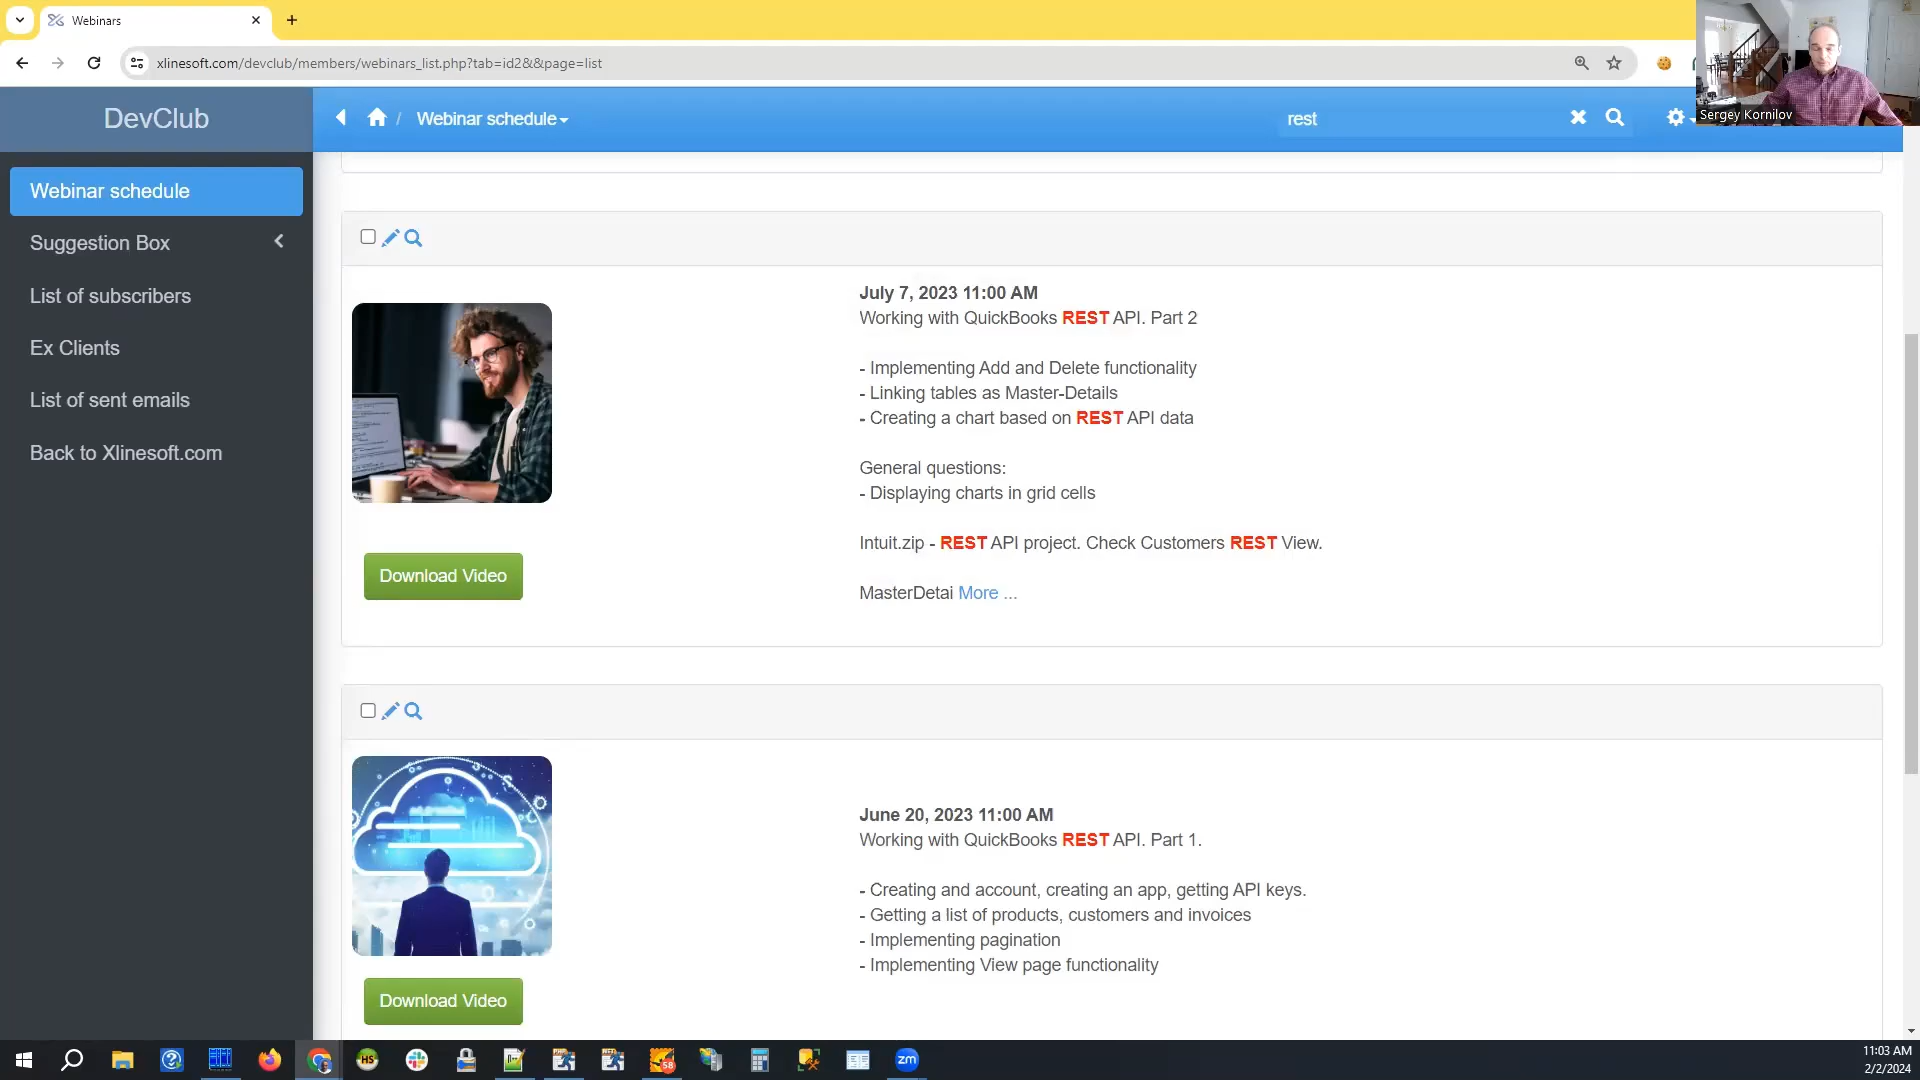 Webinars
xlinesoft.com/devclub/members/webinars_list.php?tab=id2&&page=list
Sergey Kornilov
DevClub
/ Webinar schedule
rest
Webinar schedule
Suggestion Box
List of subscribers
Ex Clients
List of sent emails
Back to Xlinesoft.com
July 7, 2023 11:00 AM
Working with QuickBooks REST API. Part 2
- Implementing Add and Delete functionality
- Linking tables as Master-Details
- Creating a chart based on REST API data
General questions:
- Displaying charts in grid cells
Intuit.zip - REST API project. Check Customers REST View.
MasterDetai More ...
Download Video
June 20, 2023 11:00 AM
Working with QuickBooks REST API. Part 1.
- Creating and account, creating an app, getting API keys.
- Getting a list of products, customers and invoices
- Implementing pagination
- Implementing View page functionality
Download Video
HS
58
zm
11:03 AM
2/2/2024